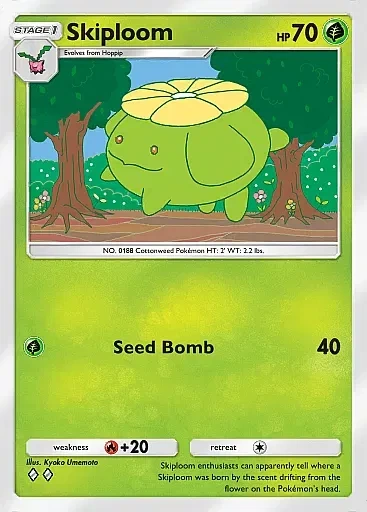 STAGE 1
Skiploom
HP 70
Evolves from Hoppip
NO. 0188 Cottonweed Pokémon HT: 2' WT: 2.2 lbs.
Seed Bomb 40
weakness +20 retreat
Illus. Kyoko Umemoto
Skiploom enthusiasts can apparently tell where a
Skiploom was born by the scent drifting from the
flower on the Pokémon's head.